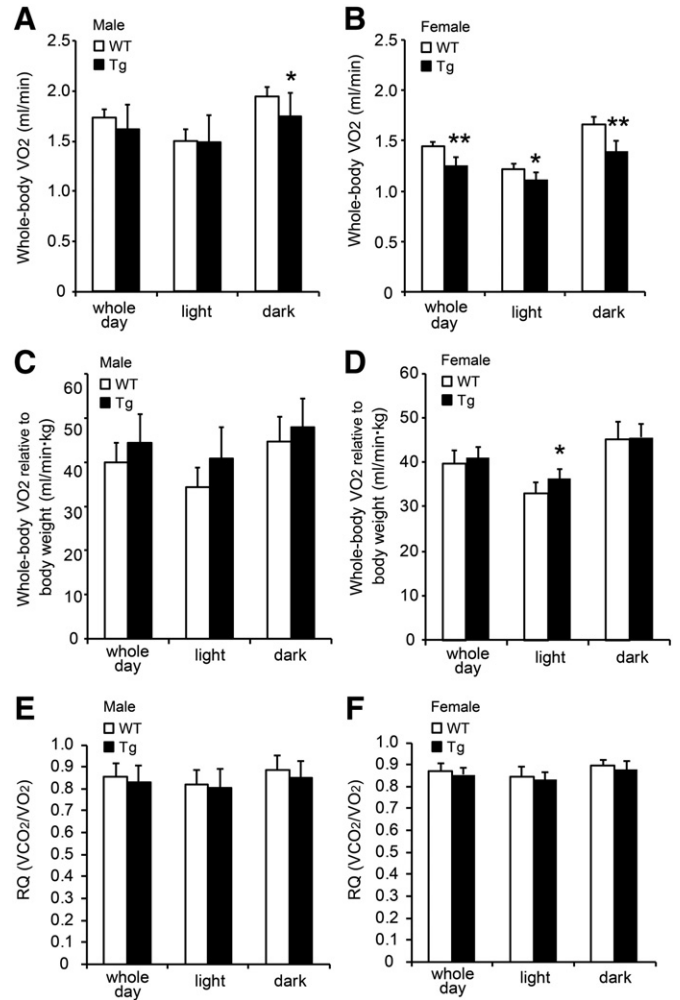 A
Male
WT
Tg
Whole-body VO2 (ml/min)
2.5
2.0
1.5
1.0
0.5
0
*
whole
day
light
dark
B
Female
WT
Tg
Whole-body VO2 (ml/min)
2.5
2.0
1.5
1.0
0.5
0
**
*
**
whole
day
light
dark
C
Male
WT
Tg
Whole-body VO2 relative to
body weight (ml/min·kg)
60
50
40
30
20
10
0
whole
day
light
dark
D
Female
WT
Tg
Whole-body VO2 relative to
body weight (ml/min·kg)
60
50
40
30
20
10
0
*
whole
day
light
dark
E
Male
WT
Tg
RQ (VCO2/VO2)
1.0
0.9
0.8
0.7
0.6
0.5
0.4
0.3
0.2
0.1
0
whole
day
light
dark
F
Female
WT
Tg
RQ (VCO2/VO2)
1.0
0.9
0.8
0.7
0.6
0.5
0.4
0.3
0.2
0.1
0
whole
day
light
dark